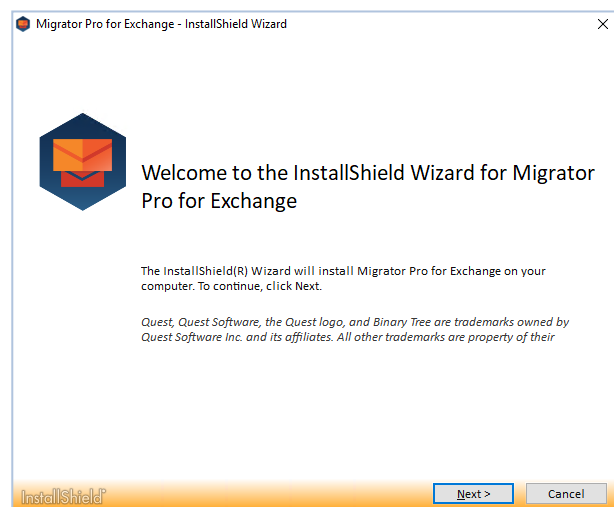 Migrator Pro for Exchange - InstallShield Wizard
Welcome to the InstallShield Wizard for Migrator
Pro for Exchange
The InstallShield(R) Wizard will install Migrator Pro for Exchange on your
computer. To continue, click Next.
Quest, Quest Software, the Quest logo, and Binary Tree are trademarks owned by
Quest Software Inc. and its affiliates. All other trademarks are property of their
InstallShield
Next >
Cancel